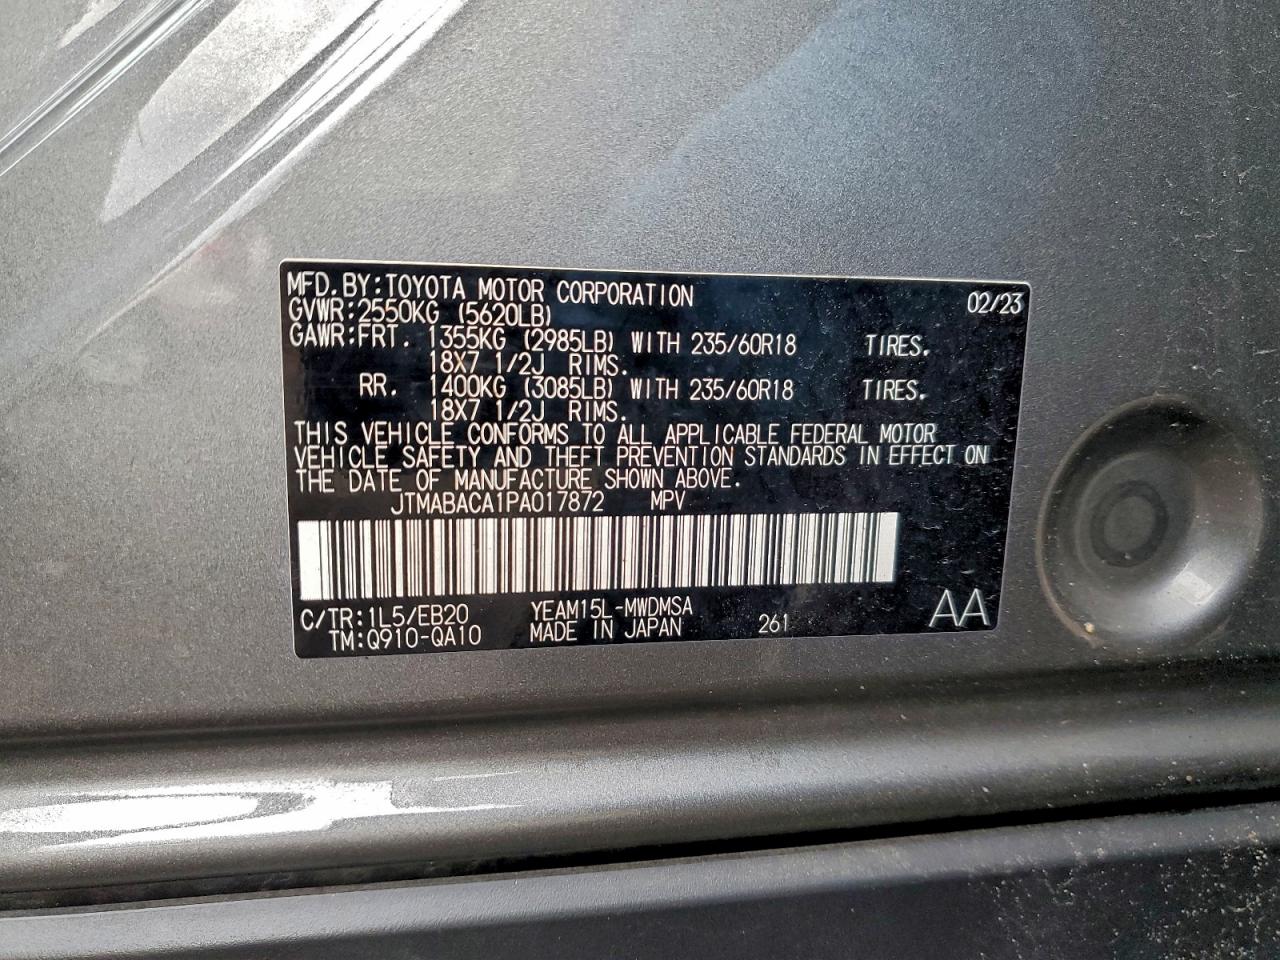 MFD.BY:TOYOTA MOTOR CORPORATION 02/23
GVWR:2550KG (5620LB)
GAWR:FRT. 1355KG (2985LB) WITH 235/60R18 TIRES.
18X7 1/2J RIMS.
RR. 1400KG (3085LB) WITH 235/60R18 TIRES.
18X7 1/2J RIMS.
THIS VEHICLE CONFORMS TO ALL APPLICABLE FEDERAL MOTOR
VEHICLE SAFETY AND THEFT PREVENTION STANDARDS IN EFFECT ON
THE DATE OF MANUFACTURE SHOWN ABOVE.
JTMABACA1PA017872 MPV
C/TR:1L5/EB20 YEAM15L-MWDMSA
TM:Q910-QA10 MADE IN JAPAN 261 AA